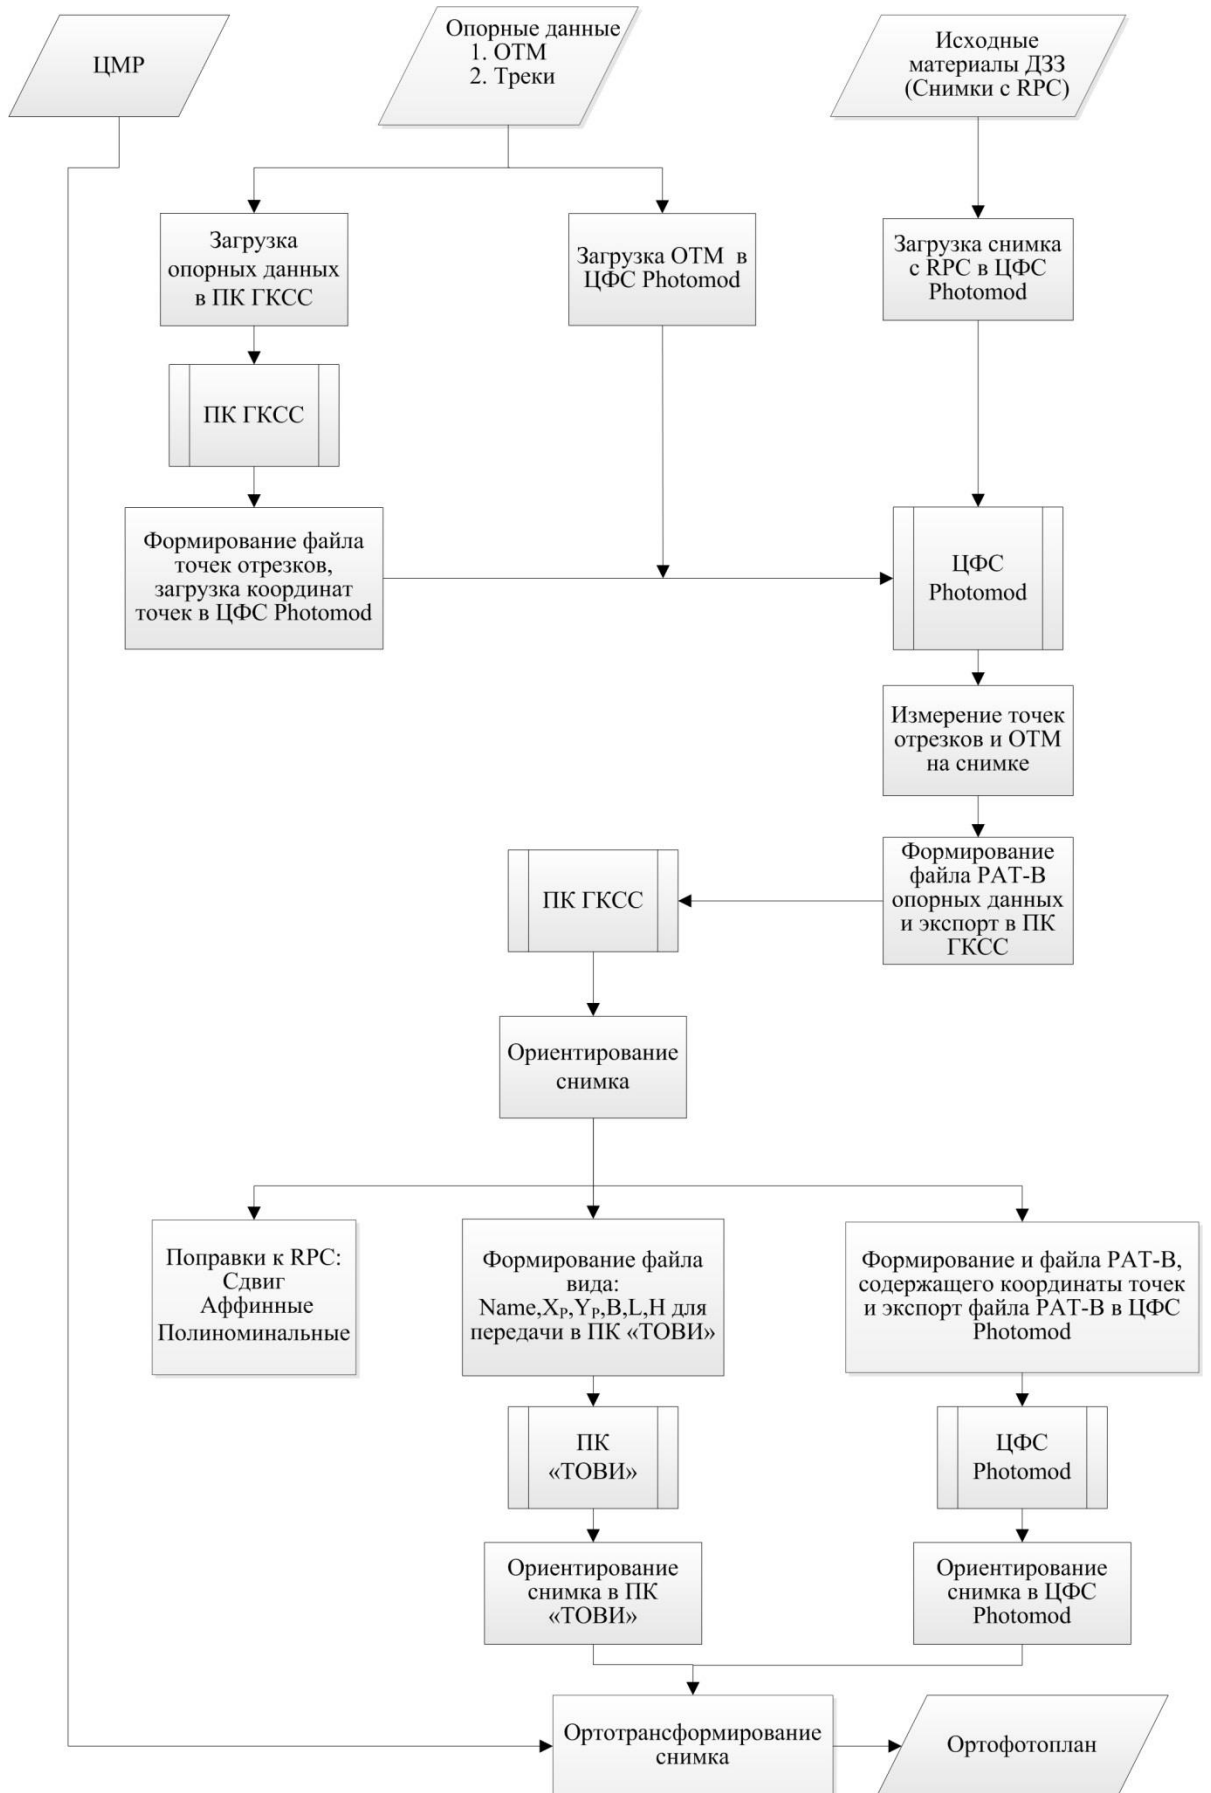 ЦМР
Опорные данные
1. ОТМ
2. Треки
Исходные
материалы ДЗЗ
(Снимки с RPC)
Загрузка
опорных данных
в ПК ГКСС
Загрузка ОТМ в
ЦФС Photomod
Загрузка снимка
с RPC в ЦФС
Photomod
ПК ГКСС
Формирование файла
точек отрезков,
загрузка координат
точек в ЦФС Photomod
ЦФС
Photomod
Измерение точек
отрезков и ОТМ
на снимке
Формирование
файла PAT-B
опорных данных
и экспорт в ПК
ГКСС
ПК ГКСС
Ориентирование
снимка
Поправки к RPC:
Сдвиг
Аффинные
Полиноминальные
Формирование файла
вида:
Name,XP,YP,B,L,H для
передачи в ПК «ТОВИ»
Формирование и файла PAT-B,
содержащего координаты точек
и экспорт файла PAT-B в ЦФС
Photomod
ПК
«ТОВИ»
ЦФС
Photomod
Ориентирование
снимка в ПК
«ТОВИ»
Ориентирование
снимка в ЦФС
Photomod
Ортотрансформирование
снимка
Ортофотоплан